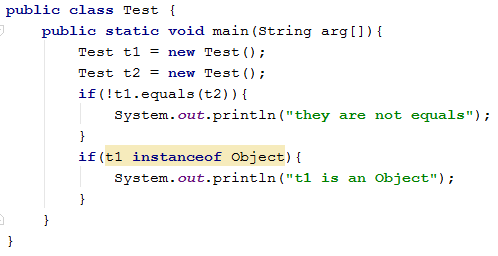 public class Test {
public static void main(String arg[]){
Test t1 = new Test();
Test t2 = new Test();
if(!t1.equals(t2)){
System.out.println("they are not equals");
}
if(t1 instanceof Object){
System.out.println("t1 is an Object");
}
}
}